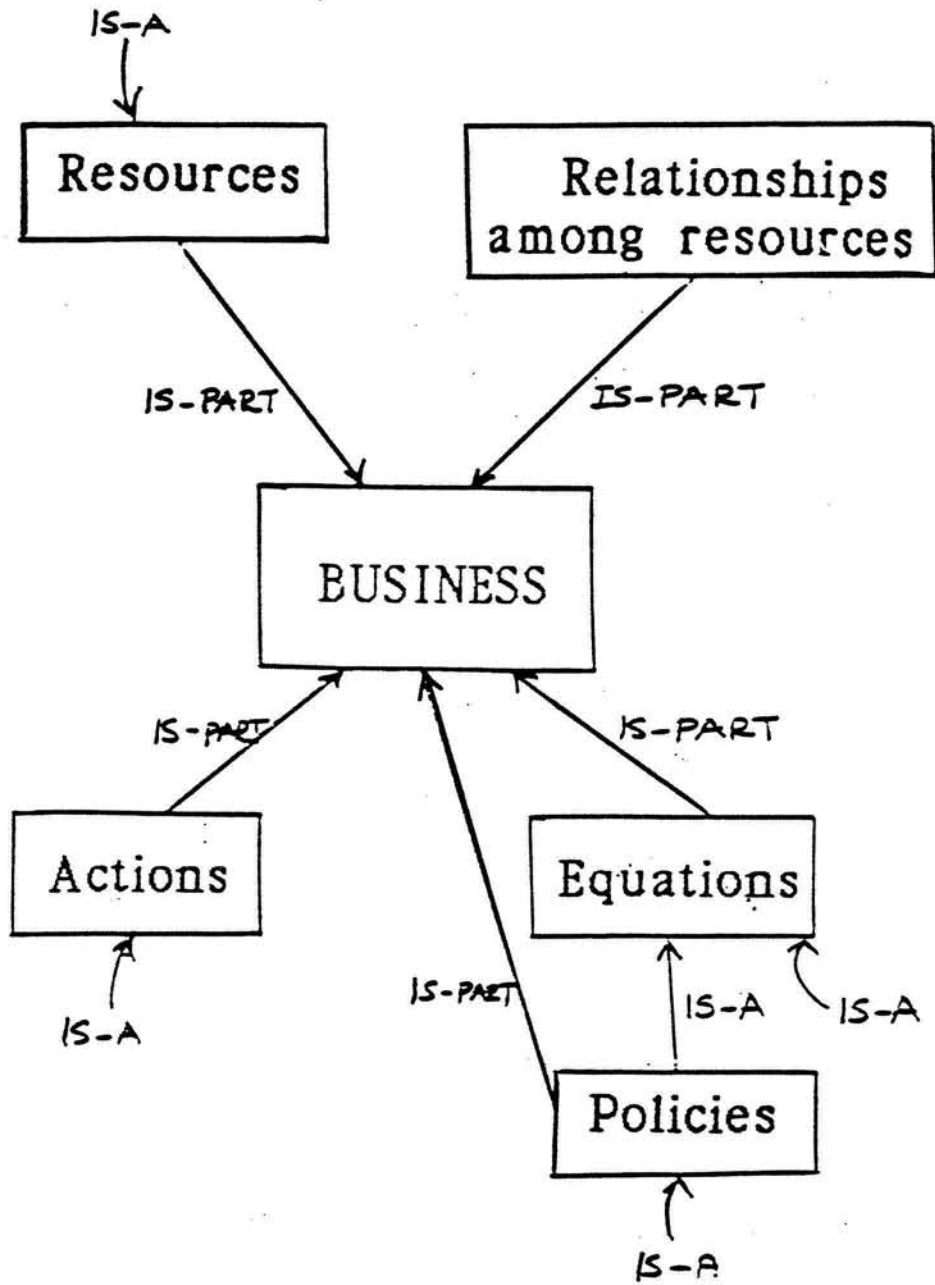 IS-A
Resources
Relationships
among resources
IS-PART
IS-PART
BUSINESS
IS-PART
IS-PART
Actions
Equations
IS-PART
IS-A
IS-A
IS-A
Policies
IS-A